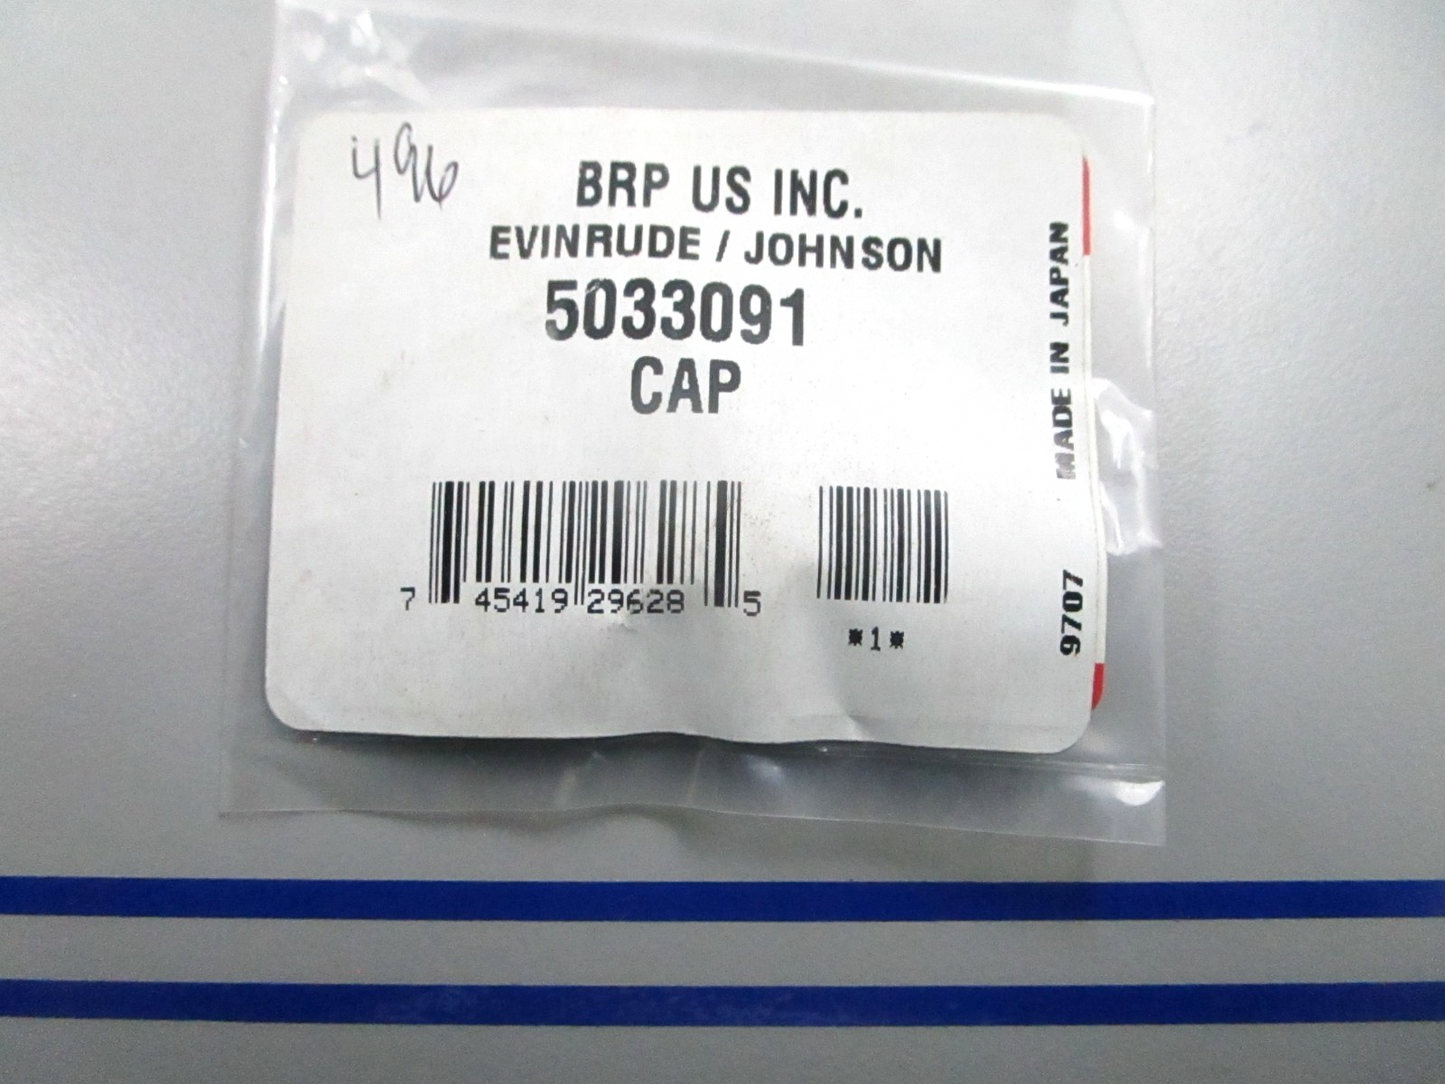 496
BRP US INC.
EVINRUDE / JOHNSON
5033091
CAP
7 45419 29628 5
*1*
9707 MADE IN JAPAN